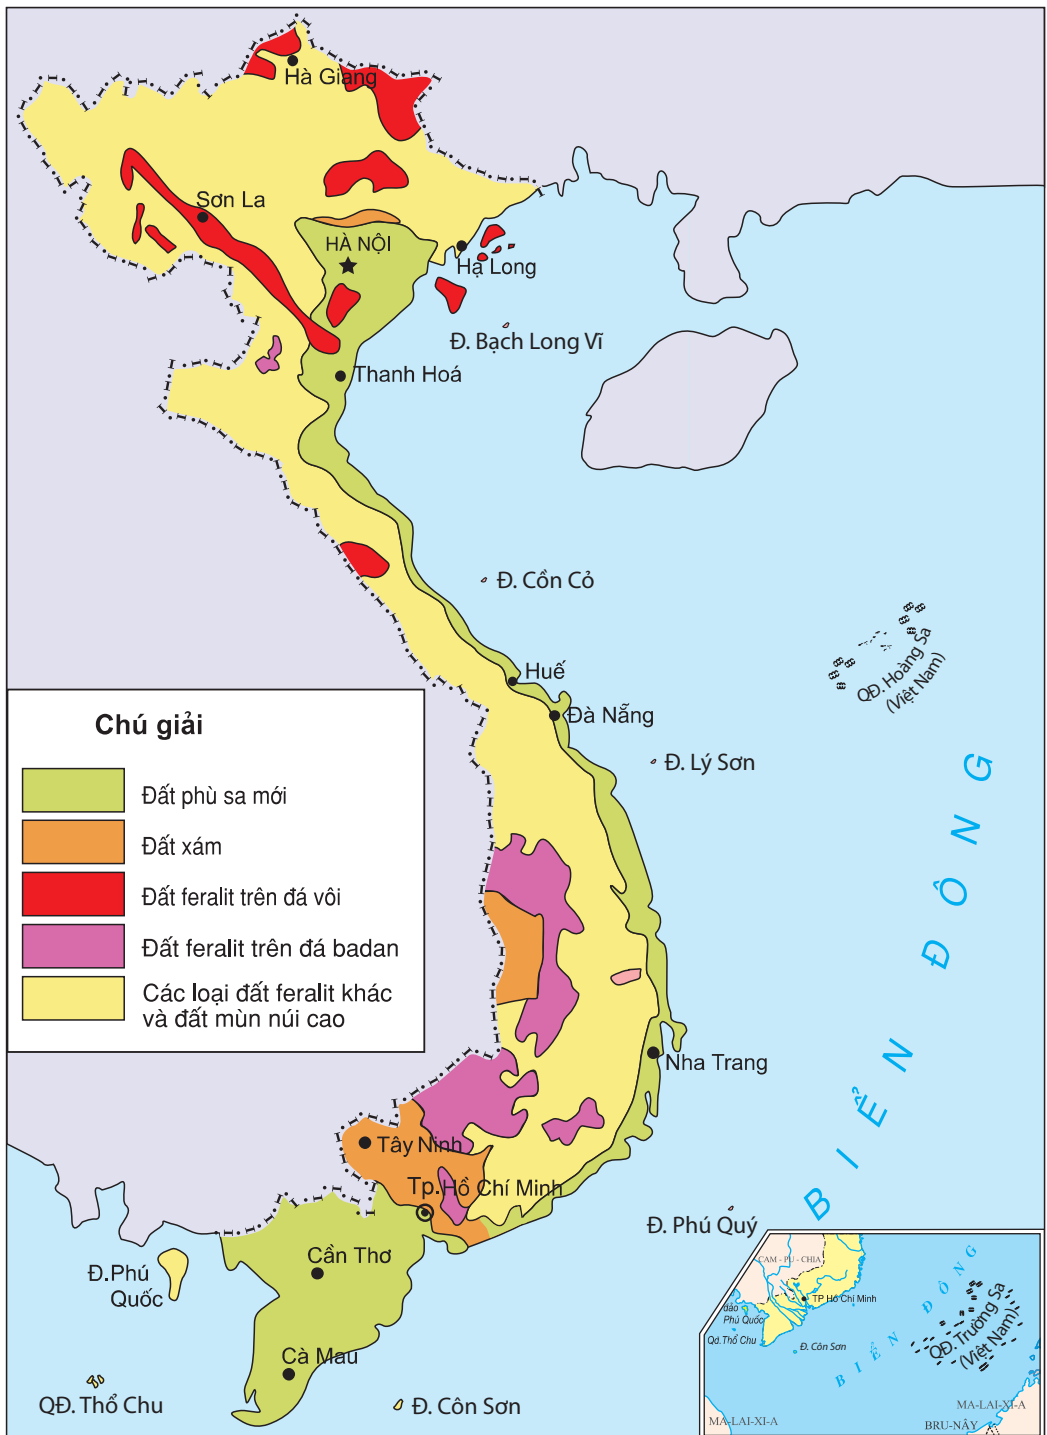 Hà Giang
Sơn La
HÀ NỘI
Hạ Long
Đ. Bạch Long Vĩ
Thanh Hoá
Đ. Cồn Cỏ
QĐ. Hoàng Sa
(Việt Nam)
Huế
Đà Nẵng
Đ. Lý Sơn
Chú giải
Đất phù sa mới
Đất xám
Đất feralit trên đá vôi
Đất feralit trên đá badan
Các loại đất feralit khác
và đất mùn núi cao
BIỂN ĐÔNG
Nha Trang
Tây Ninh
Tp. Hồ Chí Minh
Đ. Phú Quý
Cần Thơ
Đ.Phú
Quốc
Cà Mau
QĐ. Thổ Chu
Đ. Côn Sơn
CAM - PU - CHIA
TP Hồ Chí Minh
đảo
Phú Quốc
Qđ. Thổ Chu
Đ. Côn Sơn
BIỂN ĐÔNG
QĐ. Trường Sa
(Việt Nam)
MA-LAI-XI-A
MA-LAI-XI-A
BRU-NÂY